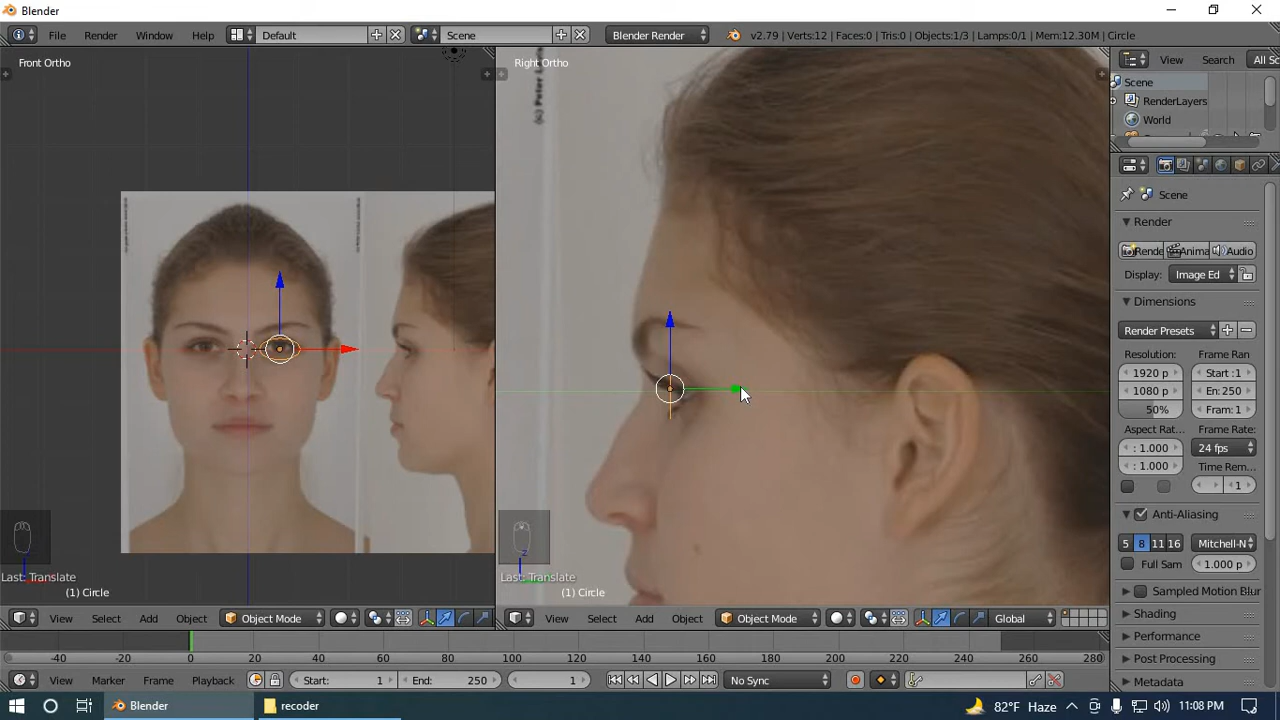 Blender
File Render Window Help Default Scene Blender Render v2.79 | Verts:12 | Faces:0 | Tris:0 | Objects:1/3 | Lamps:0/1 | Mem:12.30M | Circle
Front Ortho
Right Ortho
View Search All Sc
Scene
RenderLayers
World
Scene
Render
Rende Anima Audio
Display: Image Ed
Dimensions
Render Presets
Resolution: Frame Ran
1920 p Start :1
1080 p En: 250
50% Fram: 1
Aspect Rat.. Frame Rate:
: 1.000 24 fps
: 1.000 Time Rem...
: 1
Anti-Aliasing
5 8 11 16 Mitchell-N
Full Sam 1.000 p
Sampled Motion Blur
Shading
Performance
Post Processing
Metadata
Last: Translate
(1) Circle
Last: Translate
(1) Circle
View Select Add Object Object Mode
View Select Add Object Object Mode Global
-40 -20 0 20 40 60 80 100 120 140 160 180 200 220 240 260 280
View Marker Frame Playback Start: 1 End: 250 1 No Sync
Blender recoder 82°F Haze 11:08 PM